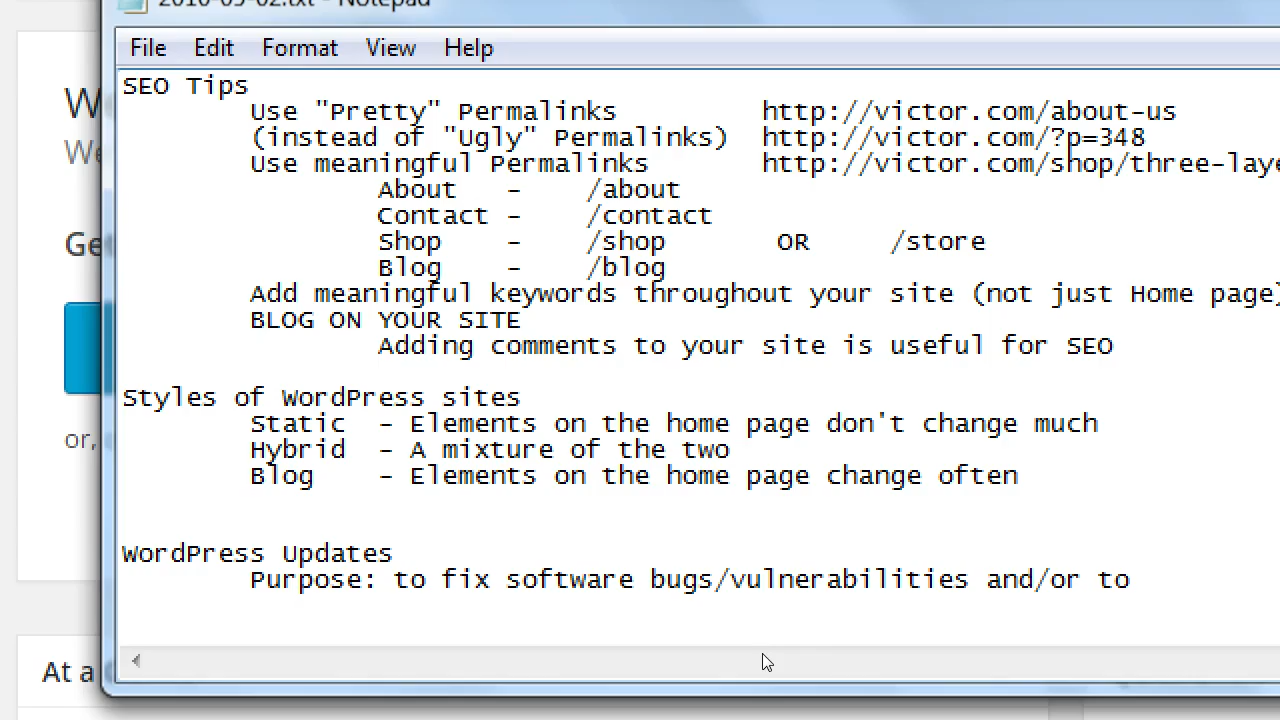 2016-05-02.txt - Notepad
File Edit Format View Help
SEO Tips
Use "Pretty" Permalinks http://victor.com/about-us
(instead of "Ugly" Permalinks) http://victor.com/?p=348
Use meaningful Permalinks http://victor.com/shop/three-laye
About - /about
Contact - /contact
Shop - /shop OR /store
Blog - /blog
Add meaningful keywords throughout your site (not just Home page)
BLOG ON YOUR SITE
Adding comments to your site is useful for SEO
Styles of WordPress sites
Static - Elements on the home page don't change much
Hybrid - A mixture of the two
Blog - Elements on the home page change often
WordPress Updates
Purpose: to fix software bugs/vulnerabilities and/or to
W
We
Ge
or,
At a